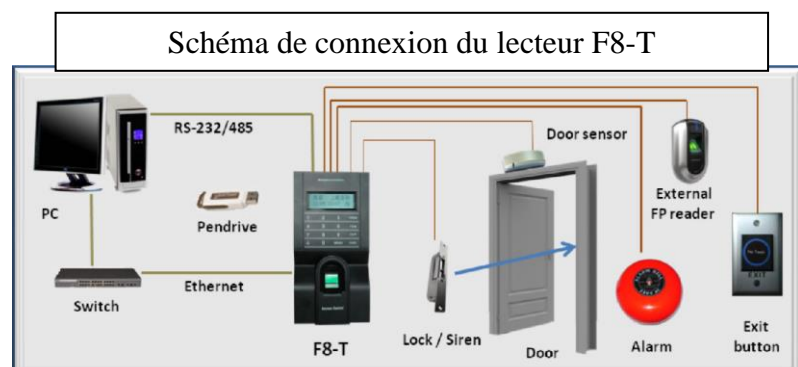 Schéma de connexion du lecteur F8-T
RS-232/485
Door sensor
PC
Pendrive
External
FP reader
Ethernet
Switch
F8-T
Lock / Siren
Door
Alarm
EXIT
Exit
button